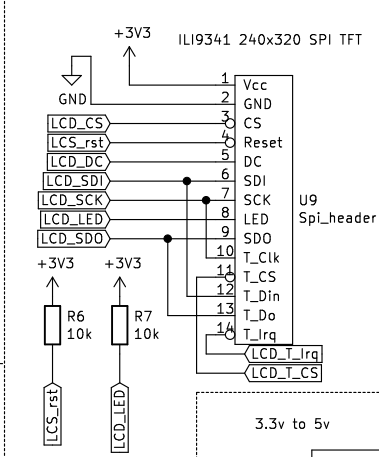 +3V3
ILI9341 240x320 SPI TFT
GND
1 Vcc
2 GND
LCD_CS 3 CS
LCS_rst 4 Reset
LCD_DC 5 DC
LCD_SDI 6 SDI
LCD_SCK 7 SCK
LCD_LED 8 LED
LCD_SDO 9 SDO
10 T_Clk
11 T_CS
12 T_Din
13 T_Do
14 T_Irq
U9
Spi_header
LCD_T_Irq
LCD_T_CS
+3V3
+3V3
R6
10k
R7
10k
LCS_rst
LCD_LED
3.3v to 5v